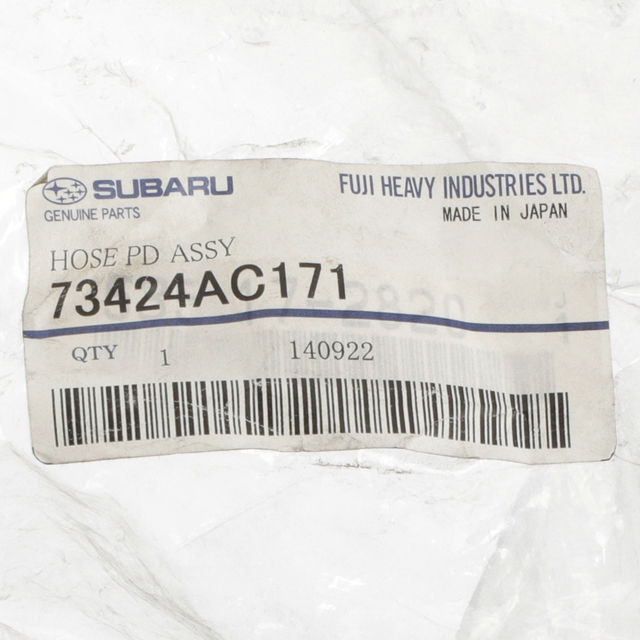 SUBARU FUJI HEAVY INDUSTRIES LTD.
GENUINE PARTS MADE IN JAPAN
HOSE PD ASSY
73424AC171
QTY 1 140922